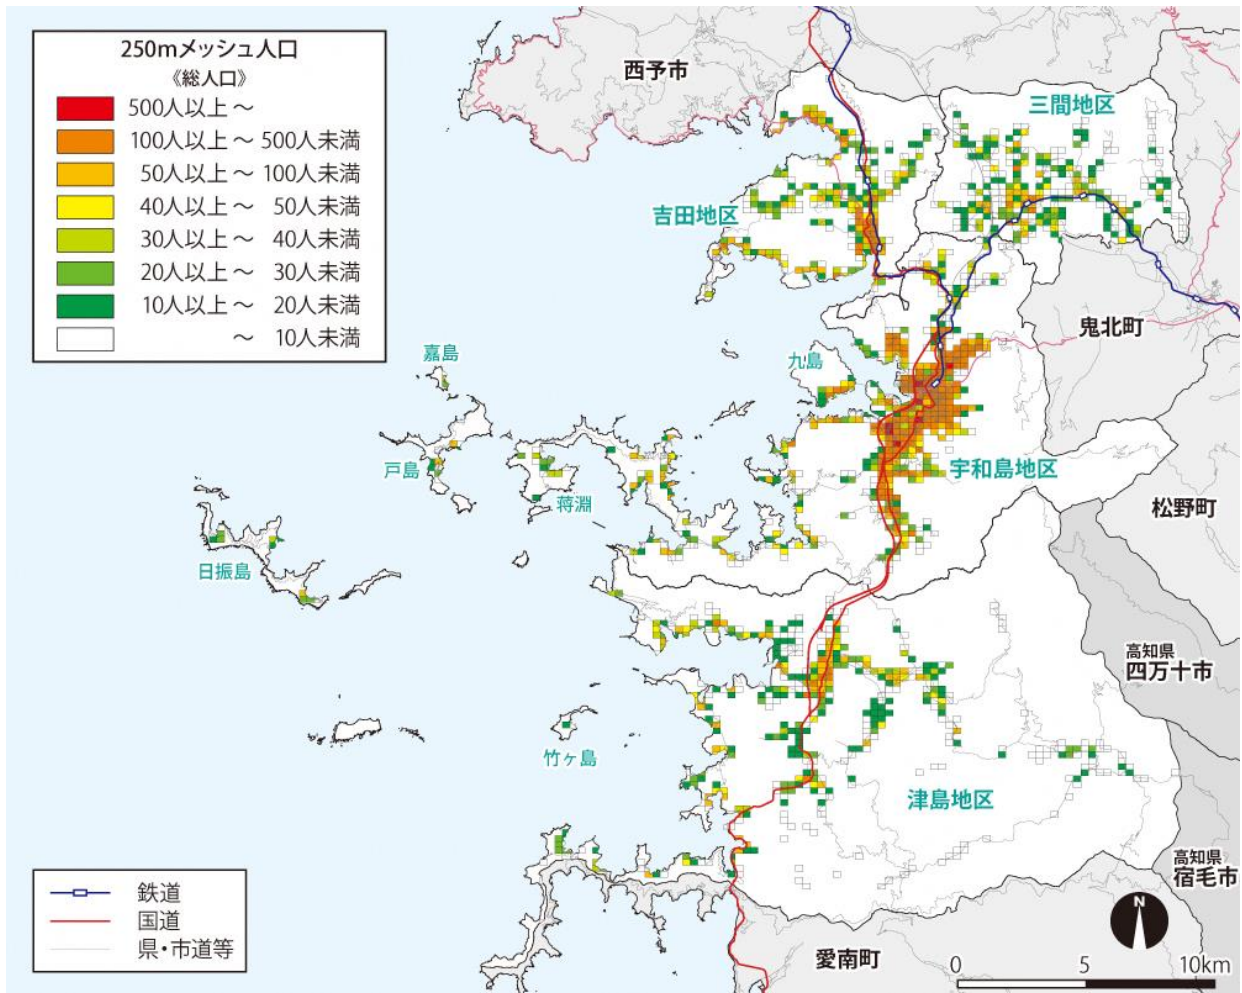 250mメッシュ人口
《総人口》
500人以上～
100人以上～500人未満
50人以上～100人未満
40人以上～50人未満
30人以上～40人未満
20人以上～30人未満
10人以上～20人未満
～10人未満
西予市
三間地区
吉田地区
鬼北町
嘉島
九島
戸島
蒋淵
宇和島地区
松野町
日振島
高知県
四万十市
竹ヶ島
津島地区
高知県
宿毛市
愛南町
鉄道
国道
県・市道等
N
0 5 10km